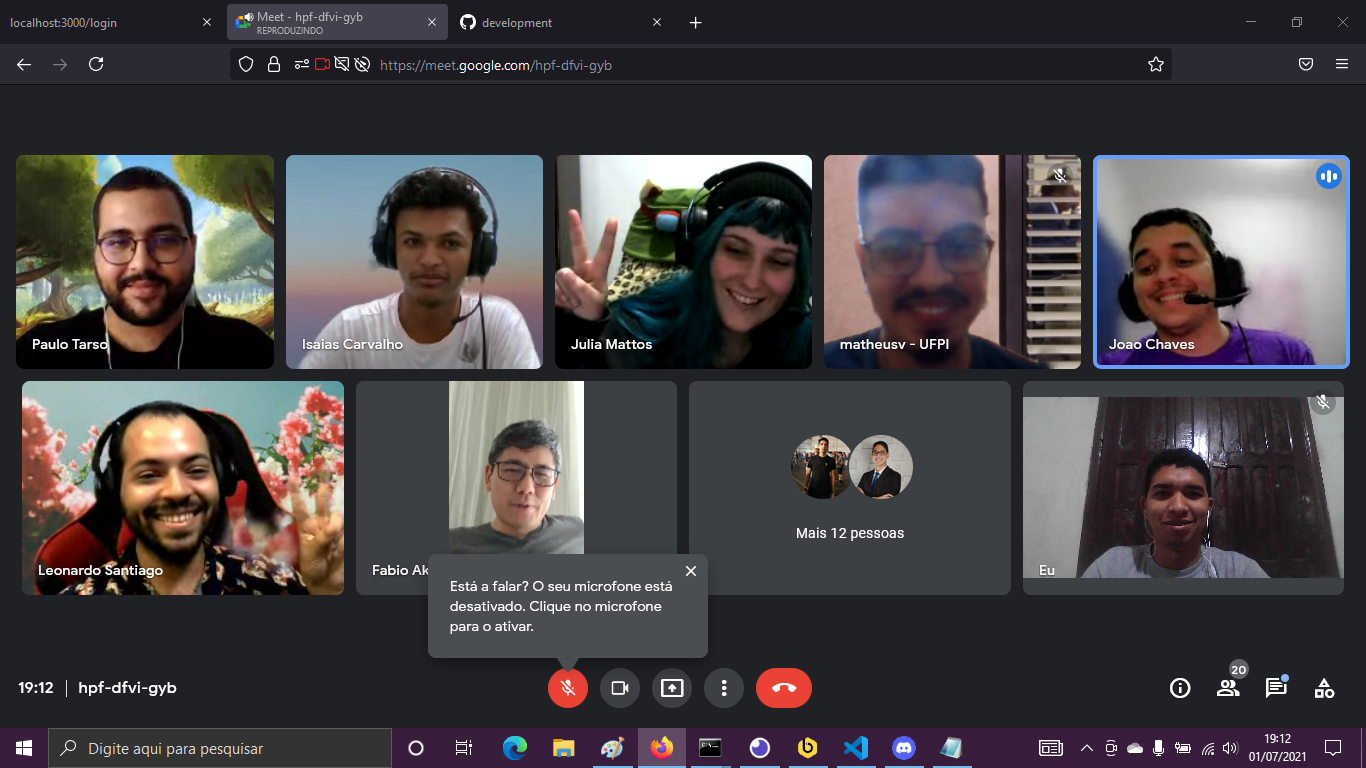 localhost:3000/login
Meet - hpf-dfvi-gyb
REPRODUZINDO
development
https://meet.google.com/hpf-dfvi-gyb
Paulo Tarso
Isaias Carvalho
Julia Mattos
matheusv - UFPI
Joao Chaves
Leonardo Santiago
Fabio Ak
Mais 12 pessoas
Eu
Está a falar? O seu microfone está
desativado. Clique no microfone
para o ativar.
19:12 | hpf-dfvi-gyb
20
Digite aqui para pesquisar
19:12
01/07/2021